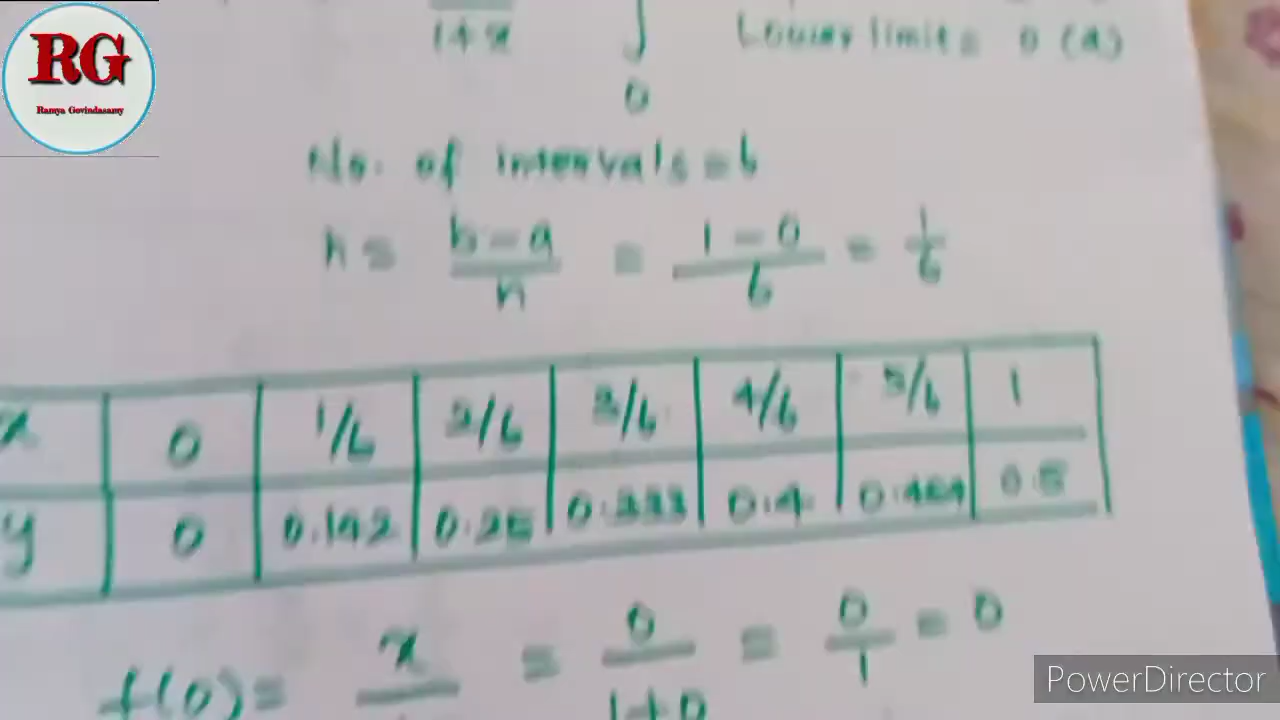 RG
Ramya Govindasamy
1+x ∫ Lower limit = 0 (a)
0
No. of intervals = 6
h = b-a/n = 1-0/6 = 1/6
x 0 1/6 2/6 3/6 4/6 5/6 1
y 0 0.142 0.25 0.333 0.4 0.454 0.5
f(0) = x = 0/1+0 = 0/1 = 0
PowerDirector